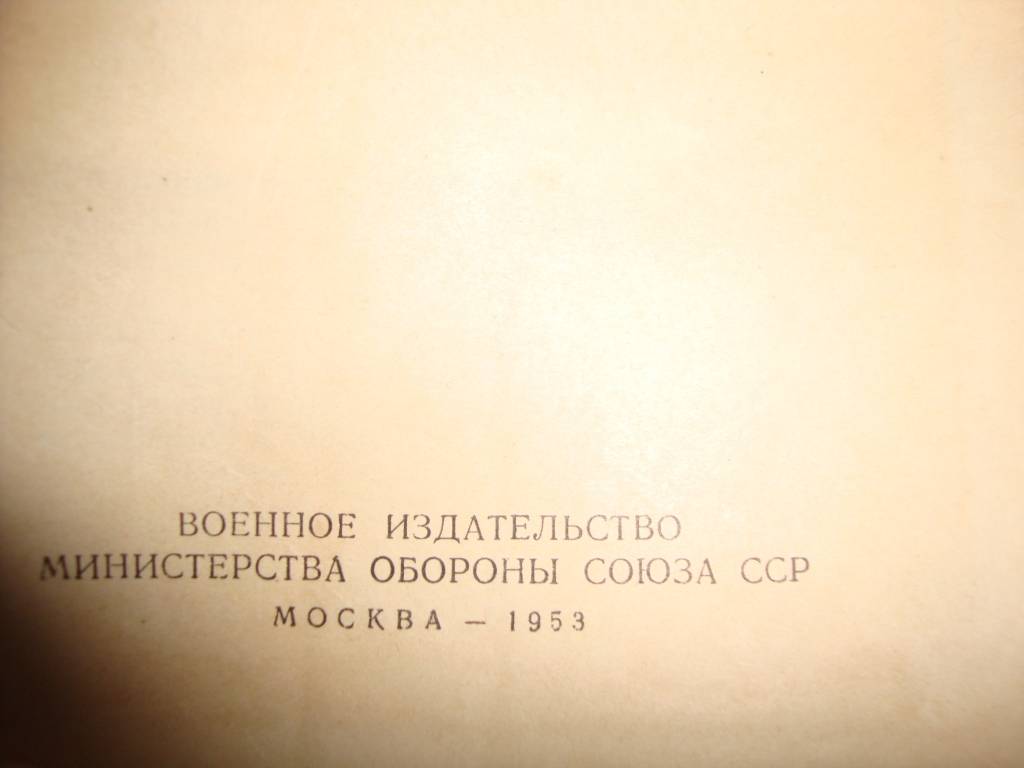 ВОЕННОЕ ИЗДАТЕЛЬСТВО
МИНИСТЕРСТВА ОБОРОНЫ СОЮЗА ССР
МОСКВА — 1953